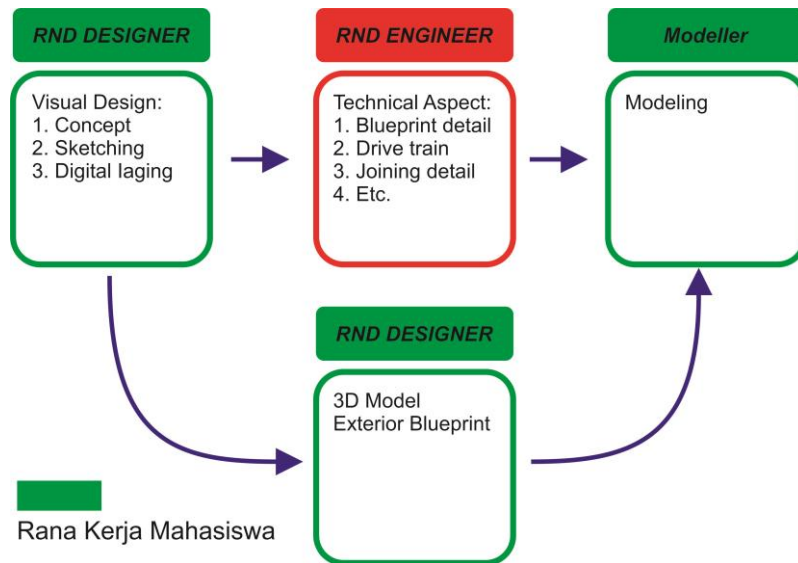 RND DESIGNER
Visual Design:
1. Concept
2. Sketching
3. Digital Iaging
RND ENGINEER
Technical Aspect:
1. Blueprint detail
2. Drive train
3. Joining detail
4. Etc.
Modeller
Modeling
RND DESIGNER
3D Model
Exterior Blueprint
Rana Kerja Mahasiswa